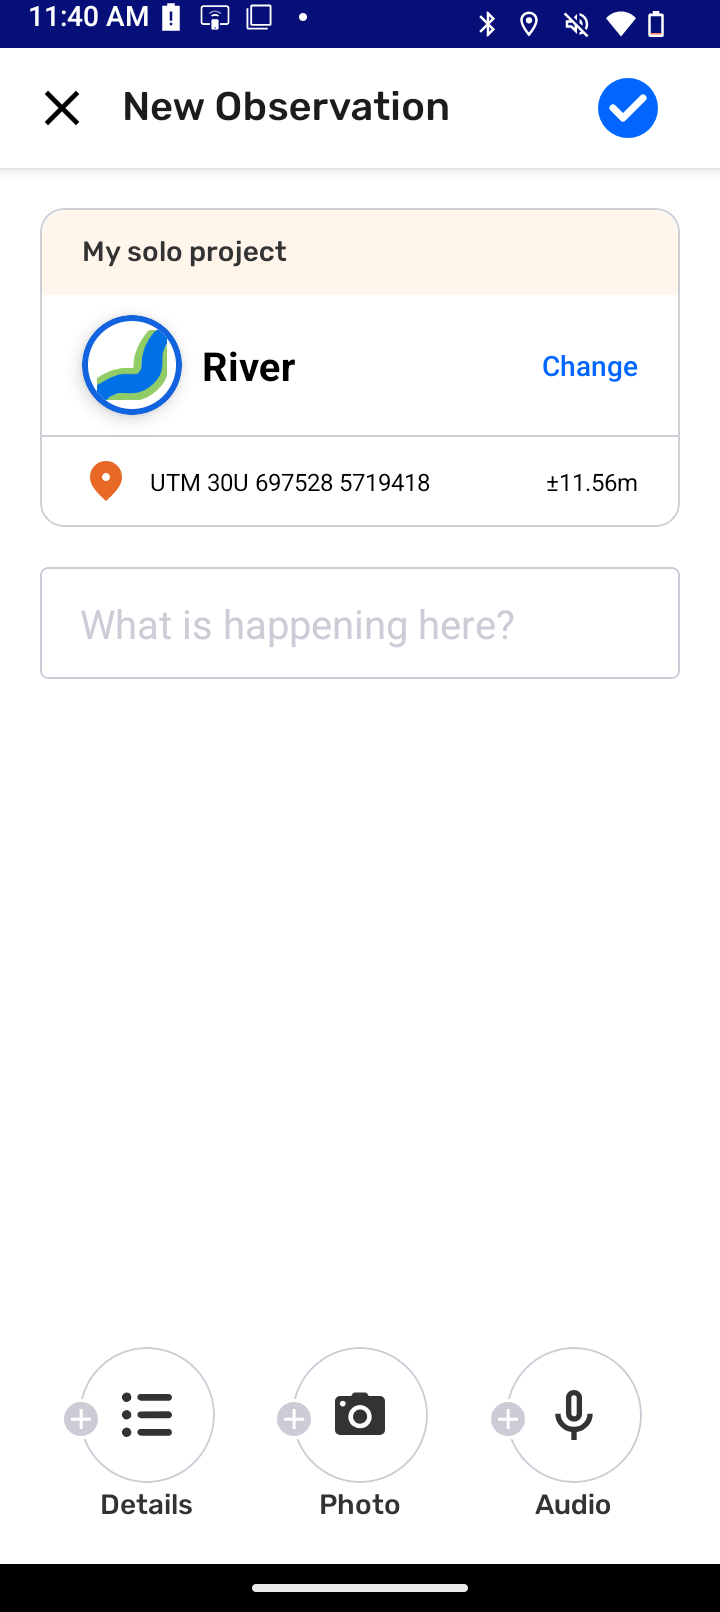 11:40 AM
New Observation
My solo project
River
Change
UTM 30U 697528 5719418
±11.56m
What is happening here?
Details
Photo
Audio